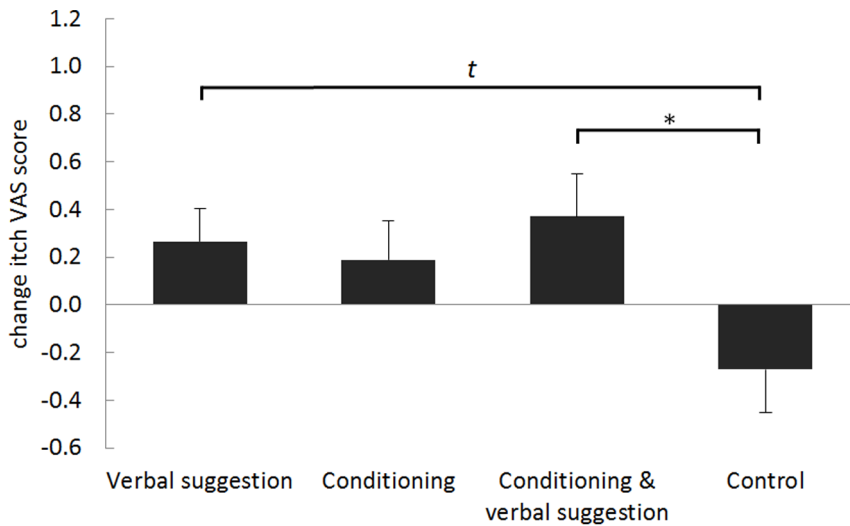 1.2
1.0
0.8
0.6
0.4
0.2
0.0
-0.2
-0.4
-0.6
change itch VAS score
t
*
Verbal suggestion
Conditioning
Conditioning &
verbal suggestion
Control